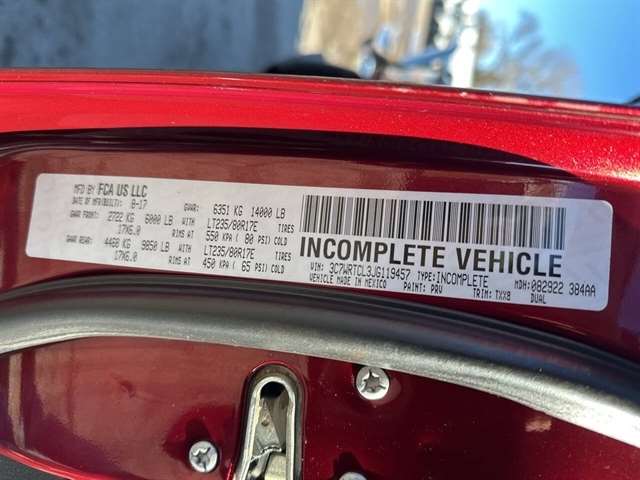 MFD BY FCA US LLC
DATE OF MFR(BUILT): 8-17 GVWR: 6351 KG 14000 LB
GAWR FRONT: 2722 KG 6000 LB WITH LT235/80R17E TIRES
17X6.0 RIMS AT 550 KPA ( 80 PSI) COLD
GAWR REAR: 4468 KG 9850 LB WITH LT235/80R17E TIRES
17X6.0 RIMS AT 450 KPA ( 65 PSI) COLD
INCOMPLETE VEHICLE
VIN: 3C7WRTCL3JG119457 TYPE: INCOMPLETE MDH: 082922 384AA
VEHICLE MADE IN MEXICO PAINT: PRV TRIM: TXX8 DUAL